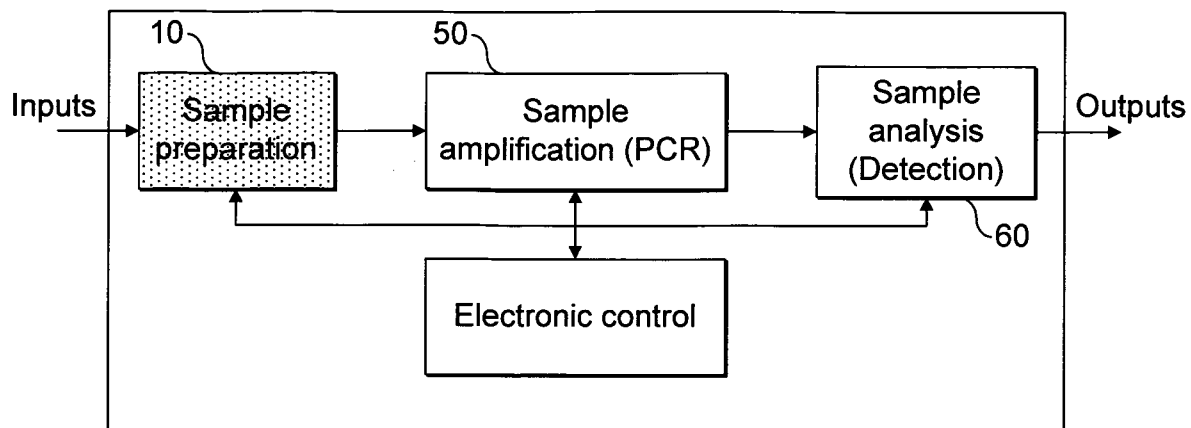 10
50
Inputs
Sample
preparation
Sample
amplification (PCR)
Sample
analysis
(Detection)
Outputs
60
Electronic control